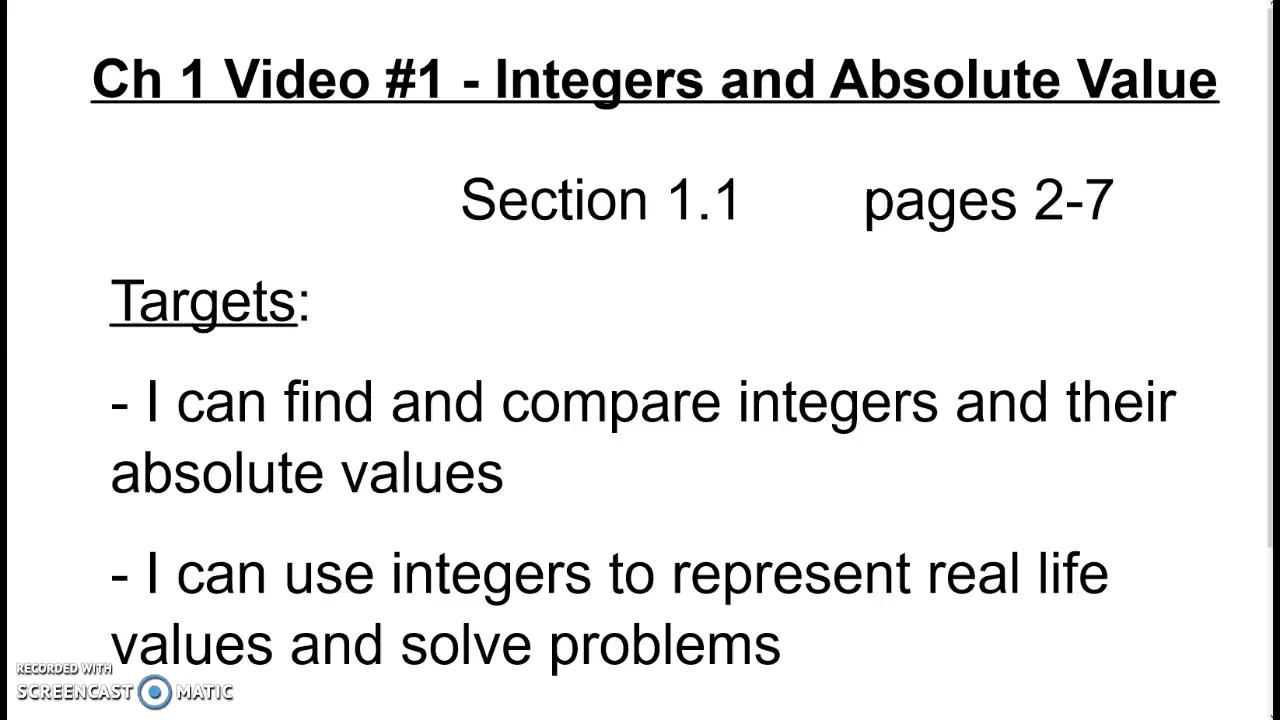 Ch 1 Video #1 - Integers and Absolute Value
Section 1.1 pages 2-7
Targets:
- I can find and compare integers and their
absolute values
- I can use integers to represent real life
values and solve problems
RECORDED WITH
SCREENCAST MATIC